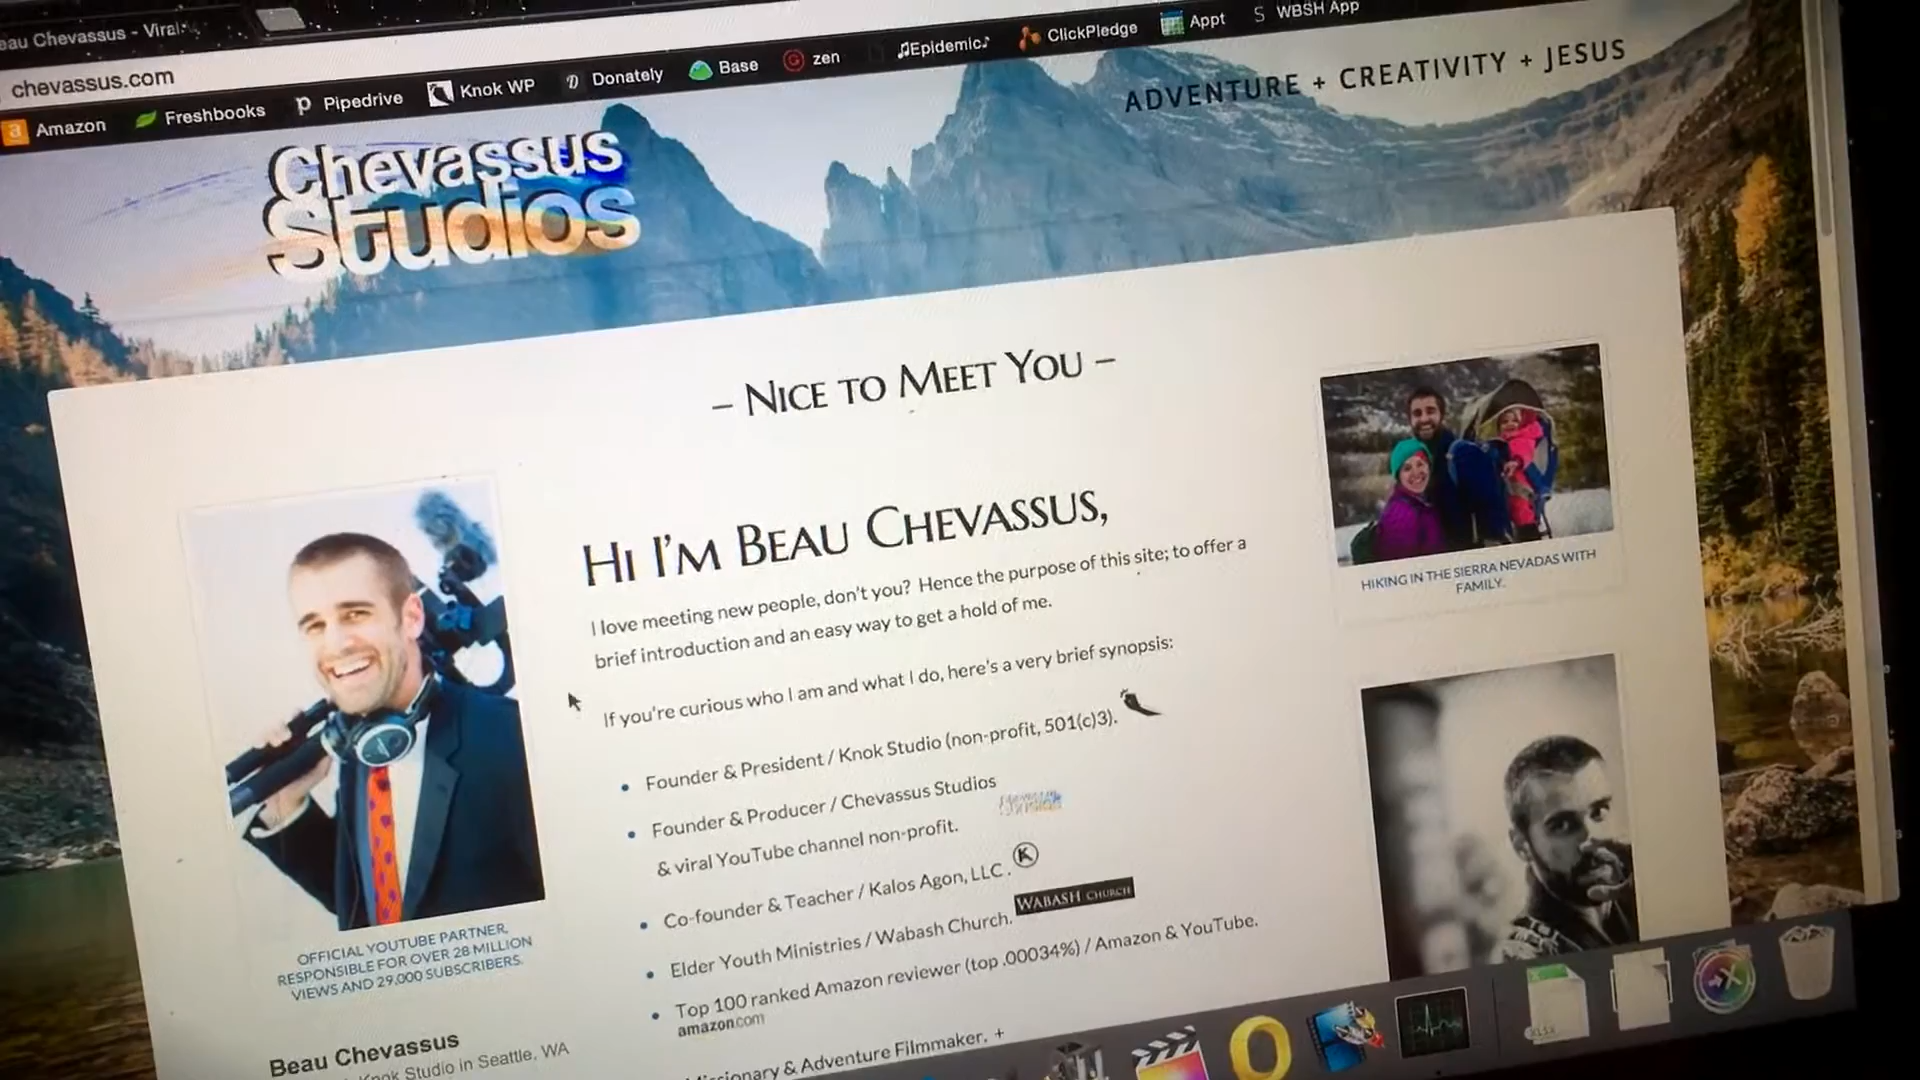 eau Chevassus - Viral
chevassus.com
Amazon Freshbooks Pipedrive Knok WP Donately Base zen ♫Epidemic♪ ClickPledge Appt WBSH App
ADVENTURE + CREATIVITY + JESUS
Chevassus
Studios
– NICE TO MEET YOU –
HI I'M BEAU CHEVASSUS,
I love meeting new people, don't you? Hence the purpose of this site; to offer a
brief introduction and an easy way to get a hold of me.
If you're curious who I am and what I do, here's a very brief synopsis:
• Founder & President / Knok Studio (non-profit, 501(c)3).
• Founder & Producer / Chevassus Studios
& viral YouTube channel non-profit.
• Co-founder & Teacher / Kalos Agon, LLC . K
• Elder Youth Ministries / Wabash Church. WABASH CHURCH
• Top 100 ranked Amazon reviewer (top .00034%) / Amazon & YouTube.
amazon.com
& Adventure Filmmaker. +
OFFICIAL YOUTUBE PARTNER,
RESPONSIBLE FOR OVER 28 MILLION
VIEWS AND 29,000 SUBSCRIBERS.
Beau Chevassus
Knok Studio in Seattle, WA
HIKING IN THE SIERRA NEVADAS WITH
FAMILY.
XLSX